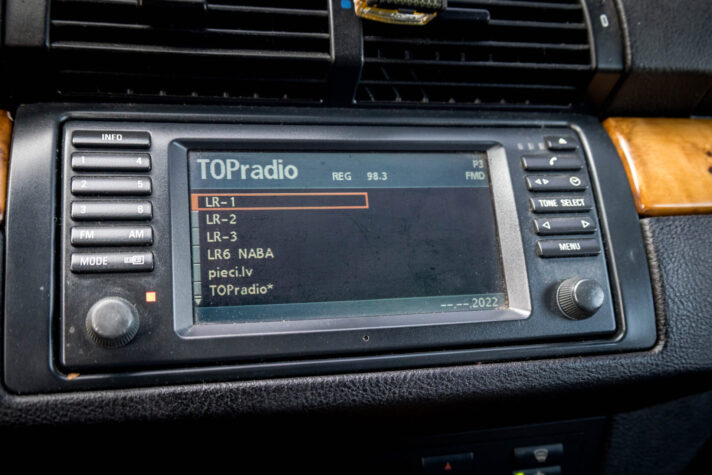 INFO
1 4
2 5
3 6
FM AM
MODE
TOPradio REG 98.3 P3
FMD
LR-1
LR-2
LR-3
LR6 NABA
pieci.lv
TOPradio*
--.--.2022
TONE SELECT
MENU
0